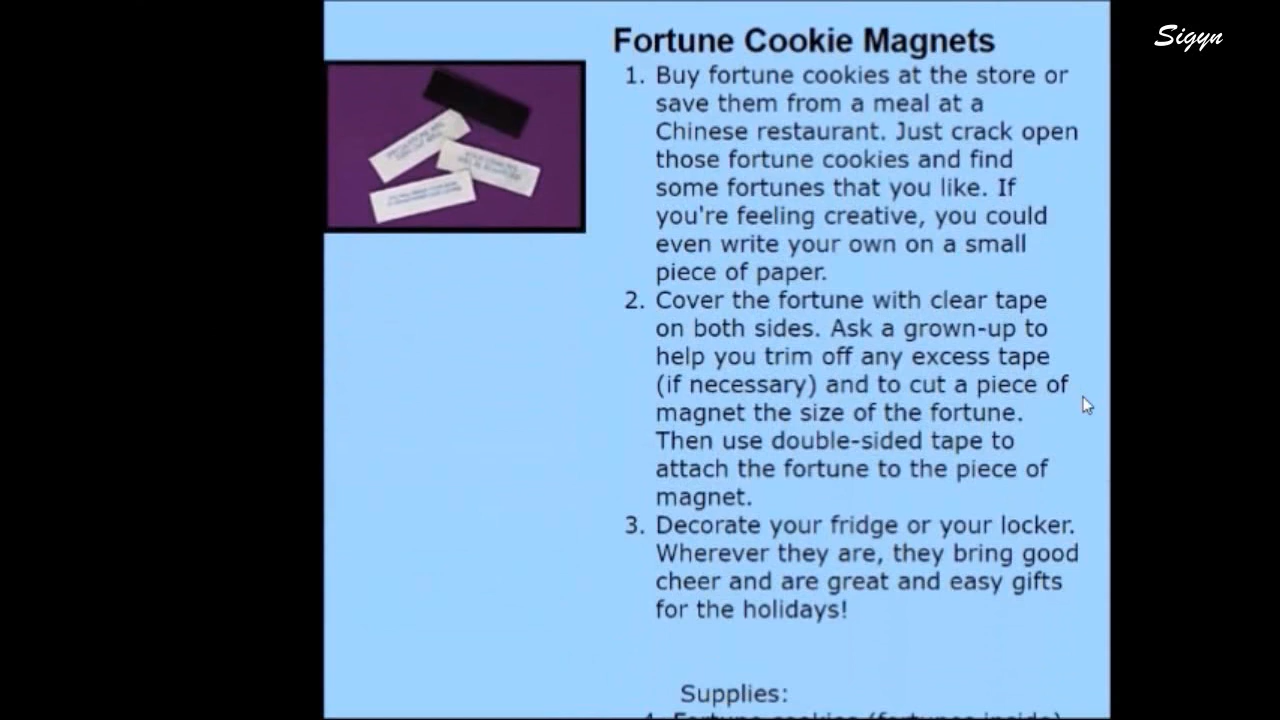 Sigyn
Fortune Cookie Magnets
1. Buy fortune cookies at the store or
save them from a meal at a
Chinese restaurant. Just crack open
those fortune cookies and find
some fortunes that you like. If
you're feeling creative, you could
even write your own on a small
piece of paper.
2. Cover the fortune with clear tape
on both sides. Ask a grown-up to
help you trim off any excess tape
(if necessary) and to cut a piece of
magnet the size of the fortune.
Then use double-sided tape to
attach the fortune to the piece of
magnet.
3. Decorate your fridge or your locker.
Wherever they are, they bring good
cheer and are great and easy gifts
for the holidays!
Supplies:
Fortune cookies (fortunes inside)